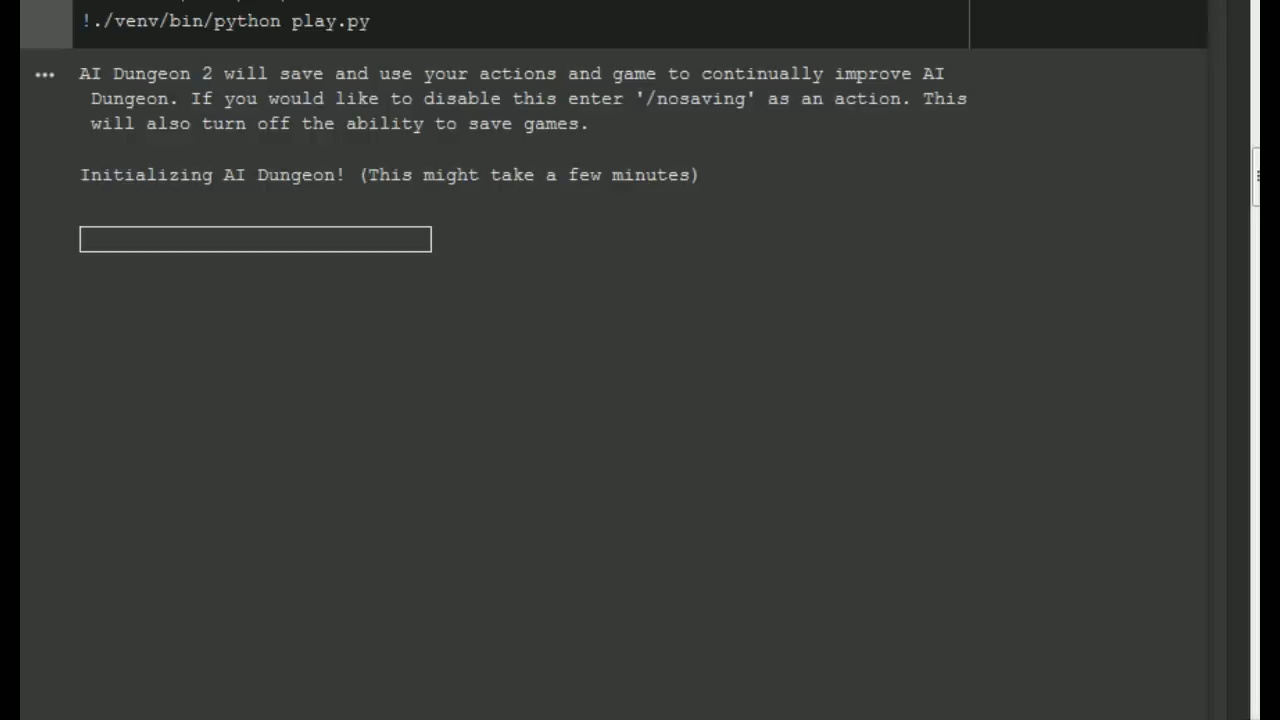 !./venv/bin/python play.py
AI Dungeon 2 will save and use your actions and game to continually improve AI
Dungeon. If you would like to disable this enter '/nosaving' as an action. This
will also turn off the ability to save games.
Initializing AI Dungeon! (This might take a few minutes)